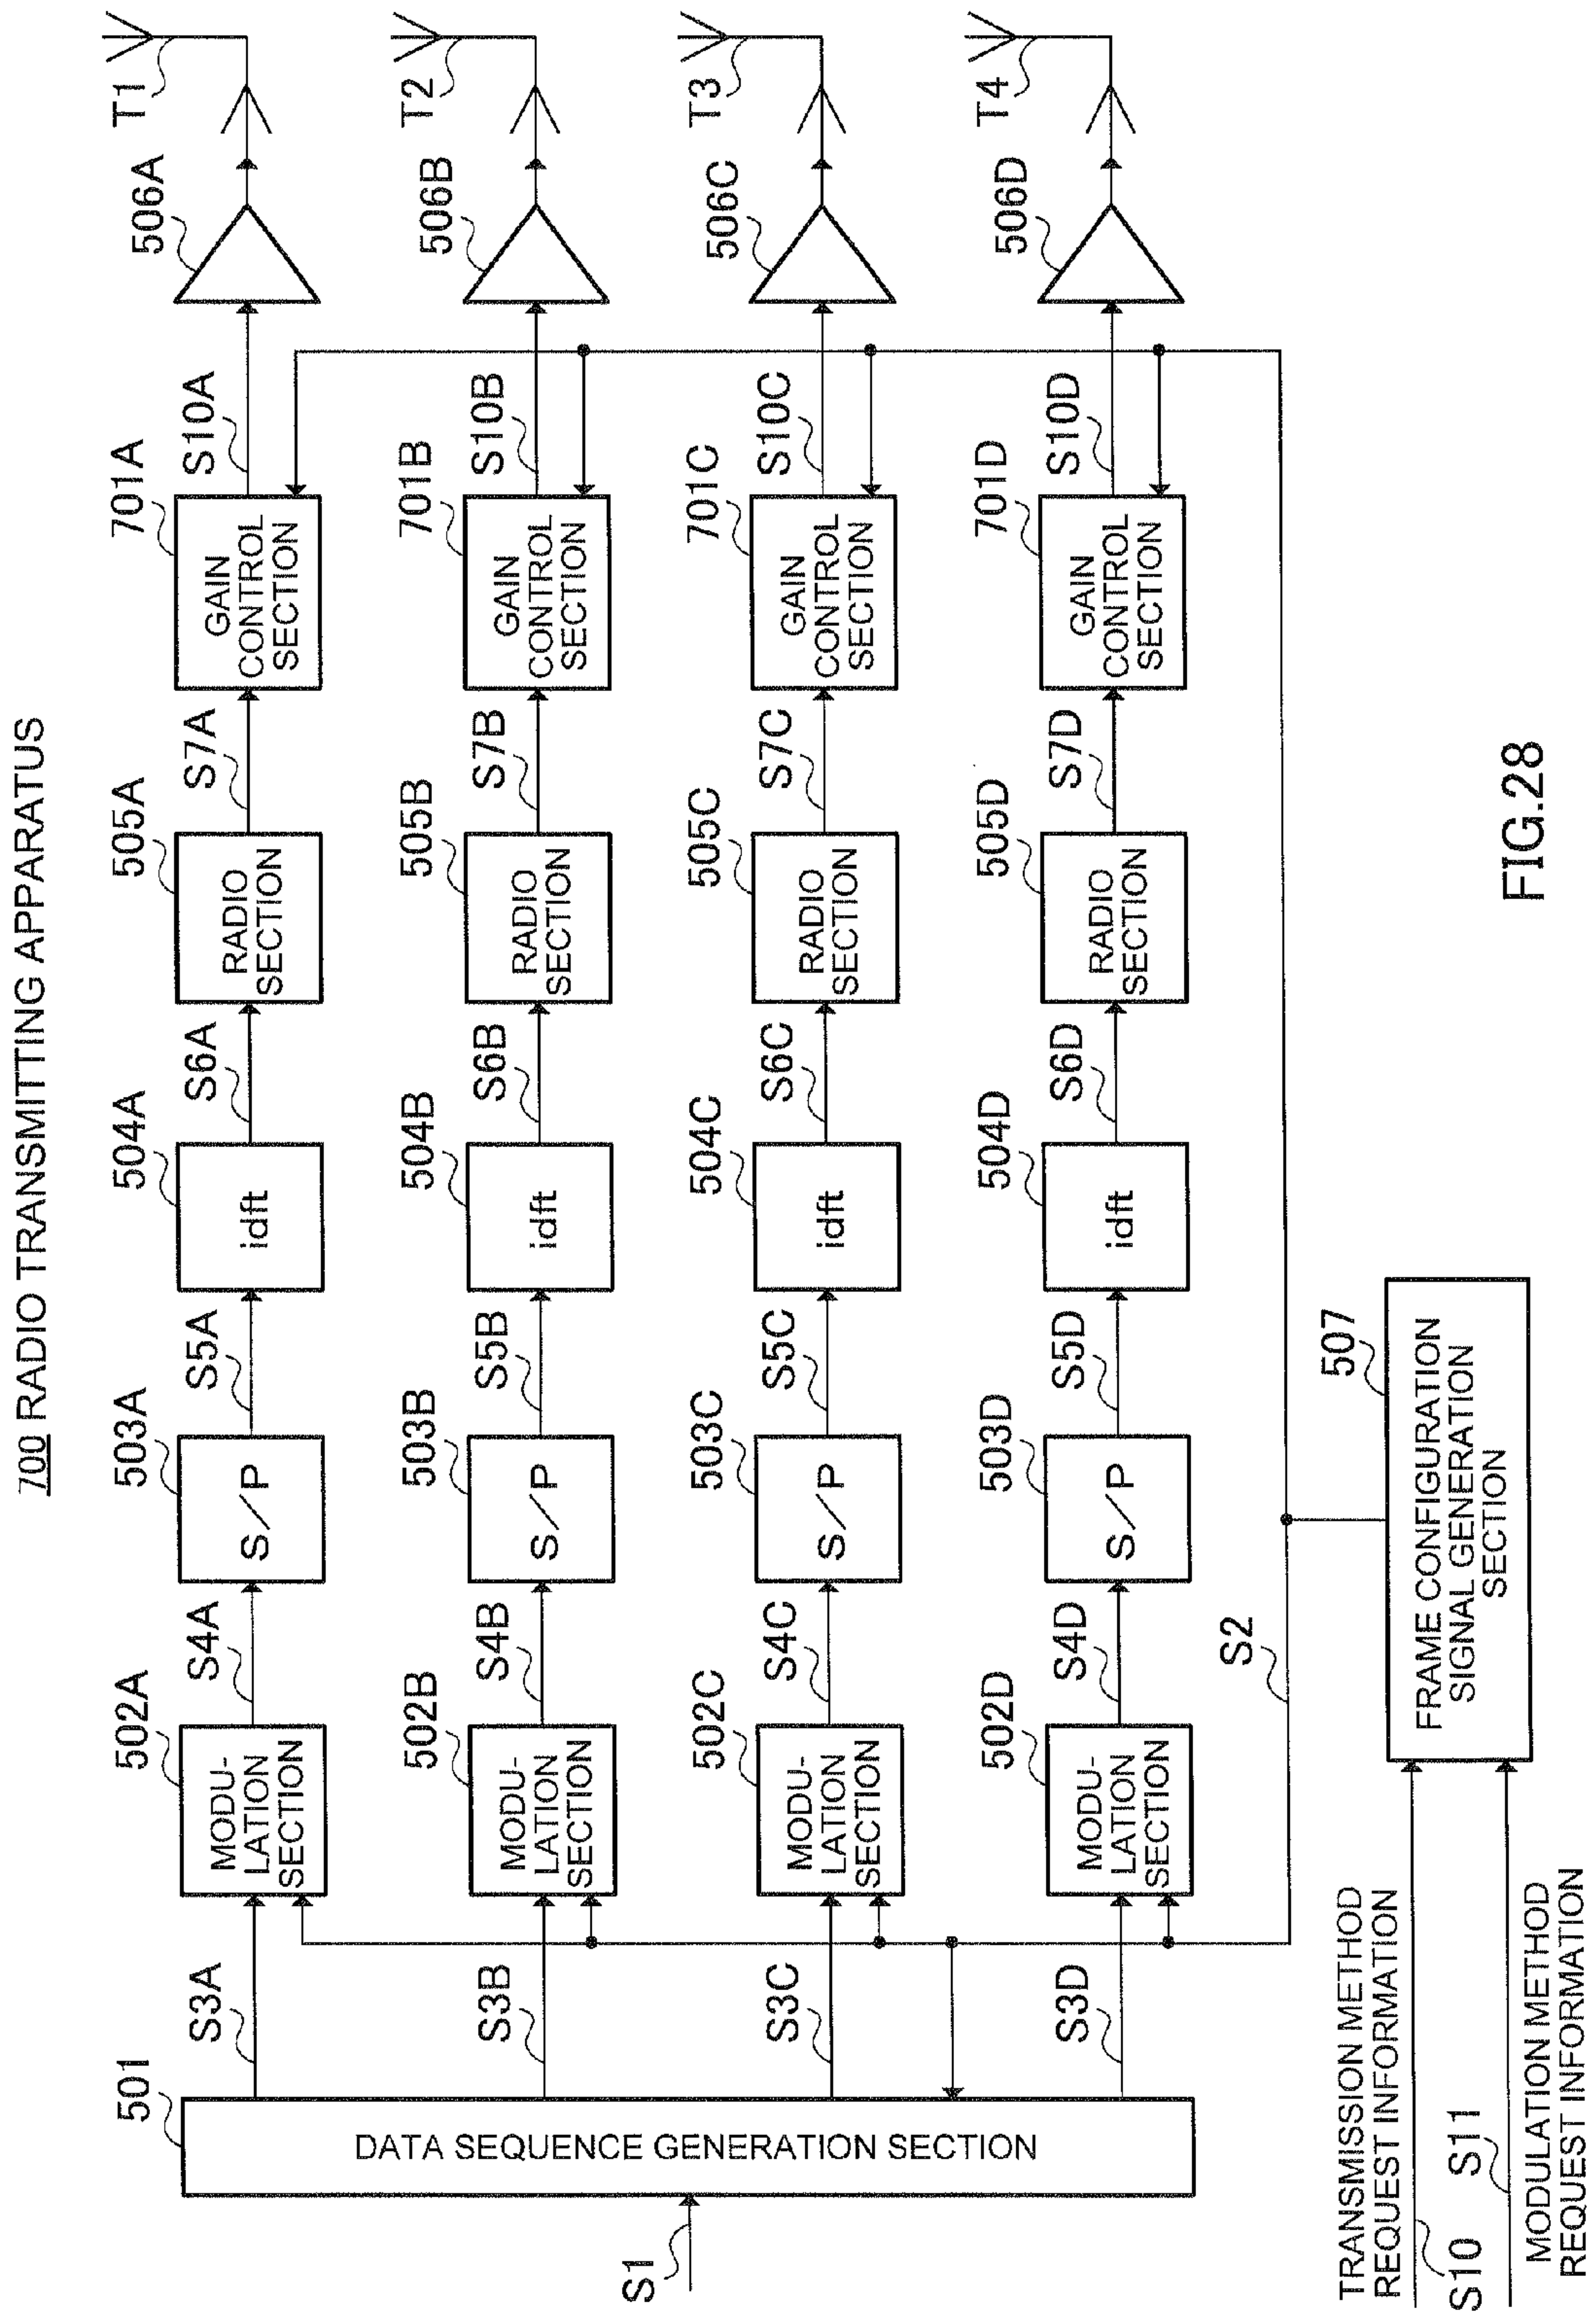 700 RADIO TRANSMITTING APPARATUS
S1
501
DATA SEQUENCE GENERATION SECTION
S3A
502A
MODU-
LATION
SECTION
S4A
503A
S/P
S5A
504A
idft
S6A
505A
RADIO
SECTION
S7A
701A
GAIN
CONTROL
SECTION
S10A
506A
T1
S3B
502B
MODU-
LATION
SECTION
S4B
503B
S/P
S5B
504B
idft
S6B
505B
RADIO
SECTION
S7B
701B
GAIN
CONTROL
SECTION
S10B
506B
T2
S3C
502C
MODU-
LATION
SECTION
S4C
503C
S/P
S5C
504C
idft
S6C
505C
RADIO
SECTION
S7C
701C
GAIN
CONTROL
SECTION
S10C
506C
T3
S3D
502D
MODU-
LATION
SECTION
S4D
503D
S/P
S5D
504D
idft
S6D
505D
RADIO
SECTION
S7D
701D
GAIN
CONTROL
SECTION
S10D
506D
T4
S2
507
FRAME CONFIGURATION
SIGNAL GENERATION
SECTION
TRANSMISSION METHOD
REQUEST INFORMATION
S10
S11
MODULATION METHOD
REQUEST INFORMATION
FIG.28